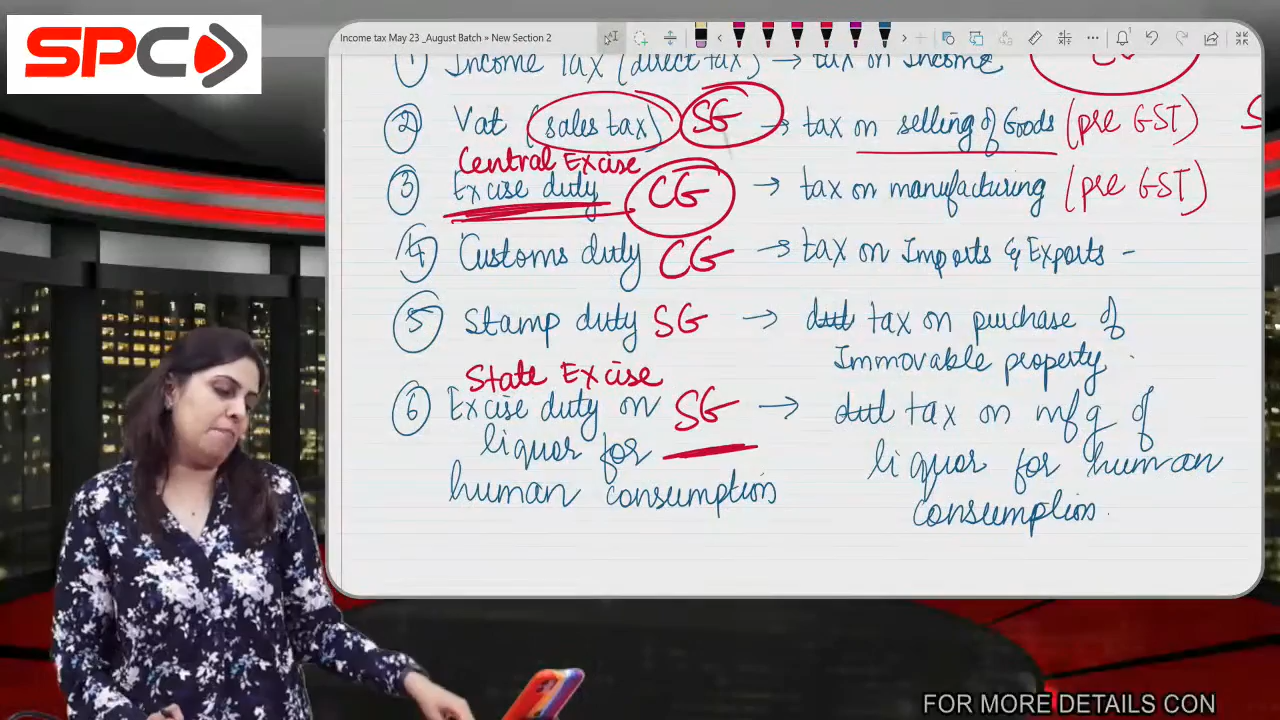 SPC
Income tax May 23 _August Batch » New Section 2
① Income Tax (direct tax) → tax on Income
② Vat (sales tax) SG → tax on selling of Goods (pre GST)
Central Excise
③ Excise duty CG → tax on manufacturing (pre GST)
④ Customs duty CG → tax on Imports & Exports -
⑤ Stamp duty SG → tax on purchase of
Immovable property
State Excise
⑥ Excise duty on SG → tax on mfg of
liquor for liquor for human
human consumption consumption.
FOR MORE DETAILS CON